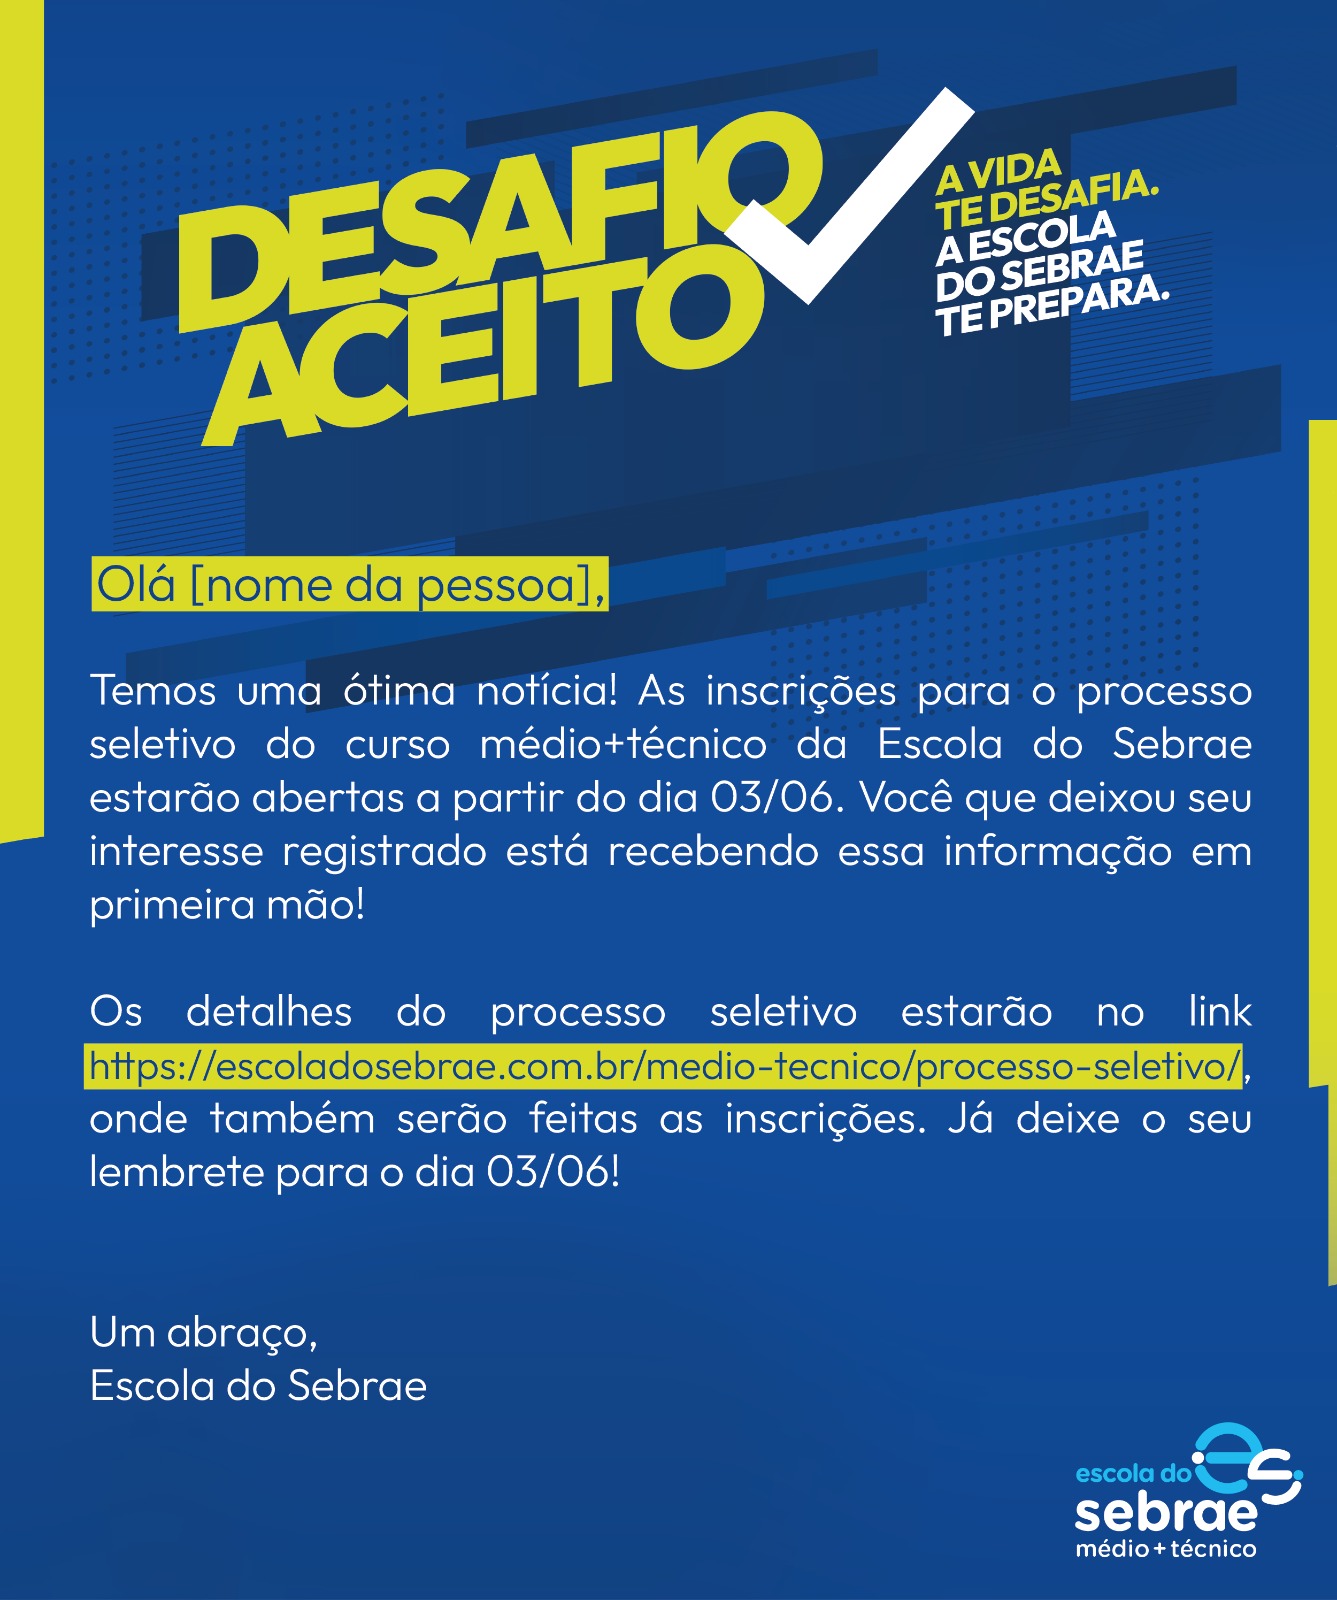 DESAFIO
ACEITO
A VIDA
TE DESAFIA.
A ESCOLA
DO SEBRAE
TE PREPARA.
Olá [nome da pessoa],
Temos uma ótima notícia! As inscrições para o processo
seletivo do curso médio+técnico da Escola do Sebrae
estarão abertas a partir do dia 03/06. Você que deixou seu
interesse registrado está recebendo essa informação em
primeira mão!
Os detalhes do processo seletivo estarão no link
https://escoladosebrae.com.br/medio-tecnico/processo-seletivo/,
onde também serão feitas as inscrições. Já deixe o seu
lembrete para o dia 03/06!
Um abraço,
Escola do Sebrae
es
escola do
sebrae
médio+técnico